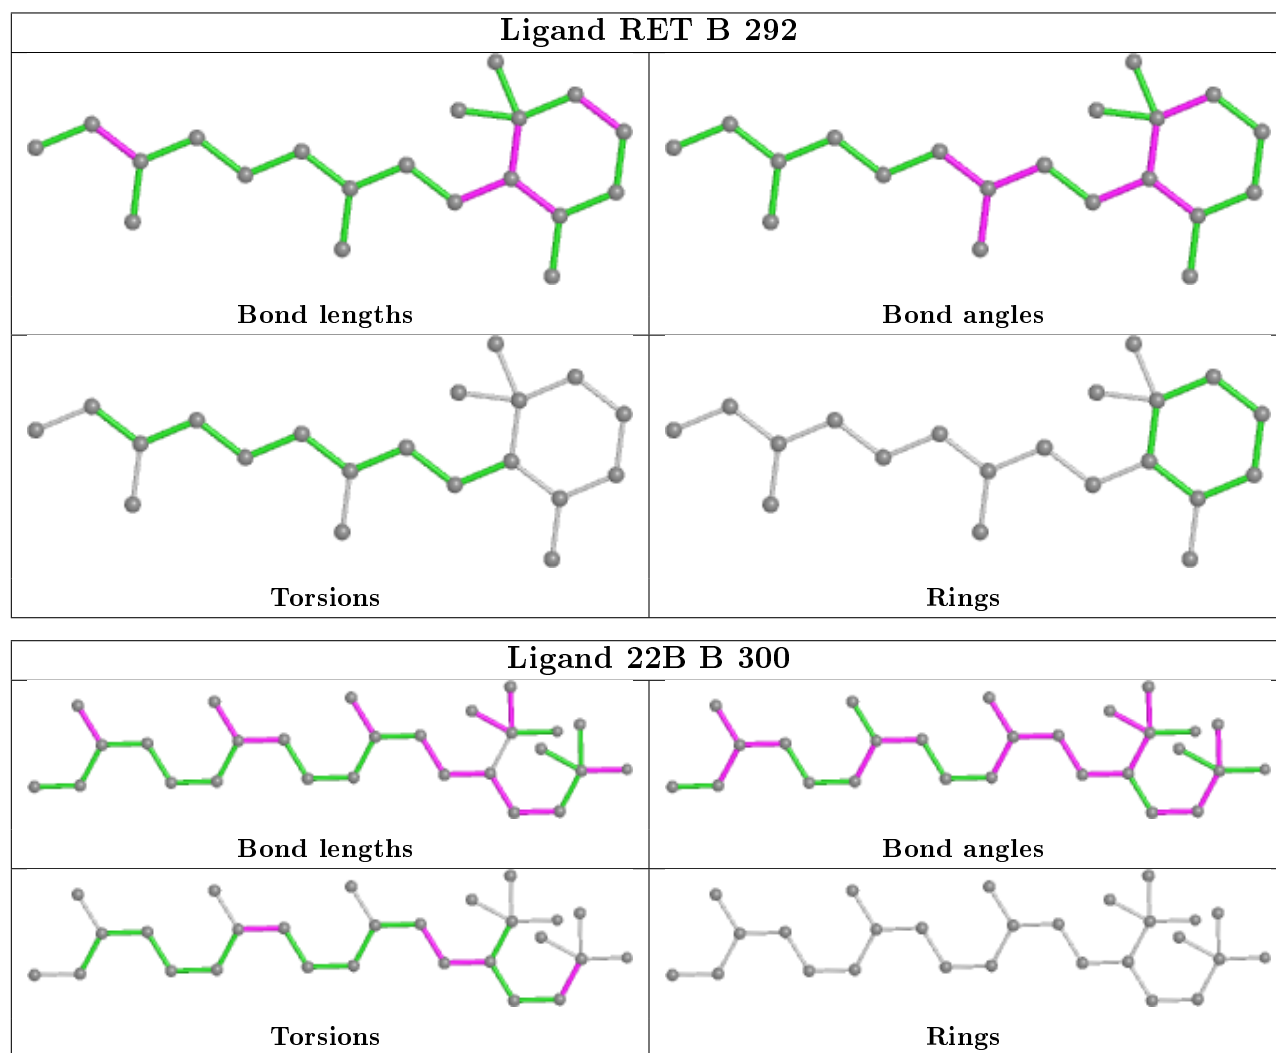 Ligand RET B 292
Bond lengths
Bond angles
Torsions
Rings
Ligand 22B B 300
Bond lengths
Bond angles
Torsions
Rings